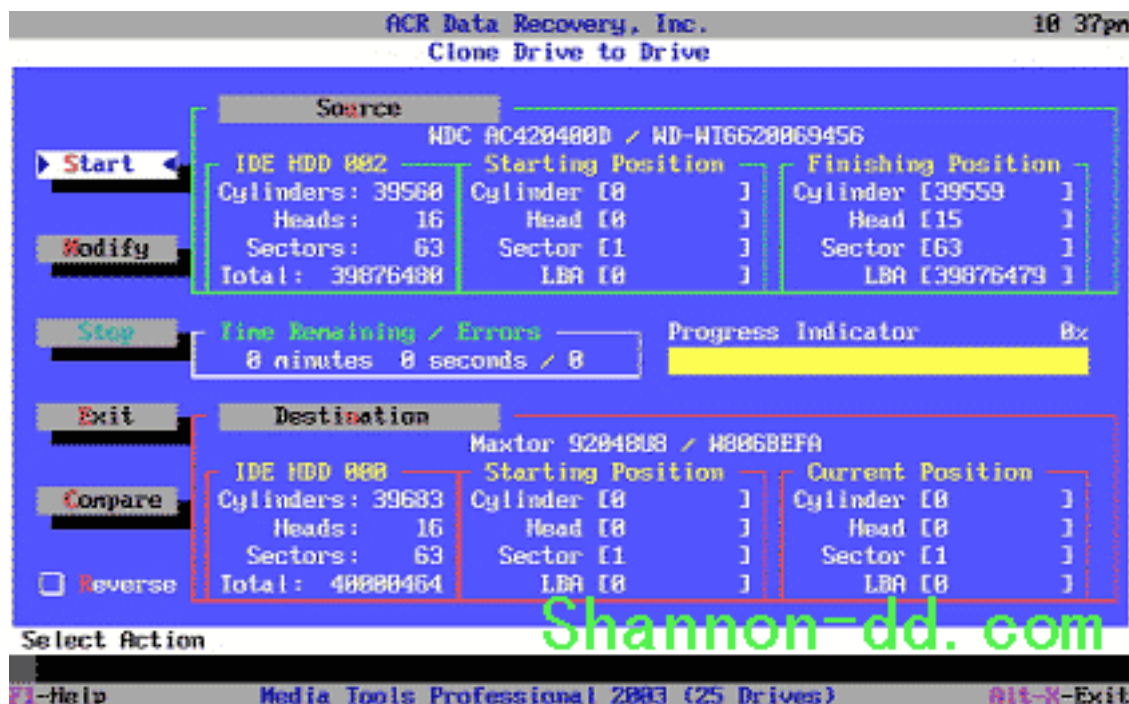 ACR Data Recovery, Inc. 10 37pm
Clone Drive to Drive
Source
WDC AC420400D / WD-WT6620069456
Start IDE HDD 002 Starting Position Finishing Position
Cylinders: 39560 Cylinder [0 ] Cylinder [39559 ]
Heads: 16 Head [0 ] Head [15 ]
Modify Sectors: 63 Sector [1 ] Sector [63 ]
Total: 39876480 LBA [0 ] LBA [39876479 ]
Stop Time Remaining / Errors Progress Indicator 0%
0 minutes 0 seconds / 0
Exit Destination
Maxtor 92048U8 / W806BEFA
IDE HDD 000 Starting Position Current Position
Compare Cylinders: 39683 Cylinder [0 ] Cylinder [0 ]
Heads: 16 Head [0 ] Head [0 ]
Sectors: 63 Sector [1 ] Sector [1 ]
Reverse Total: 40000464 LBA [0 ] LBA [0 ]
Shannon-dd. com
Select Action
F1-Help Media Tools Professional 2003 (25 Drives) Alt-X-Exit